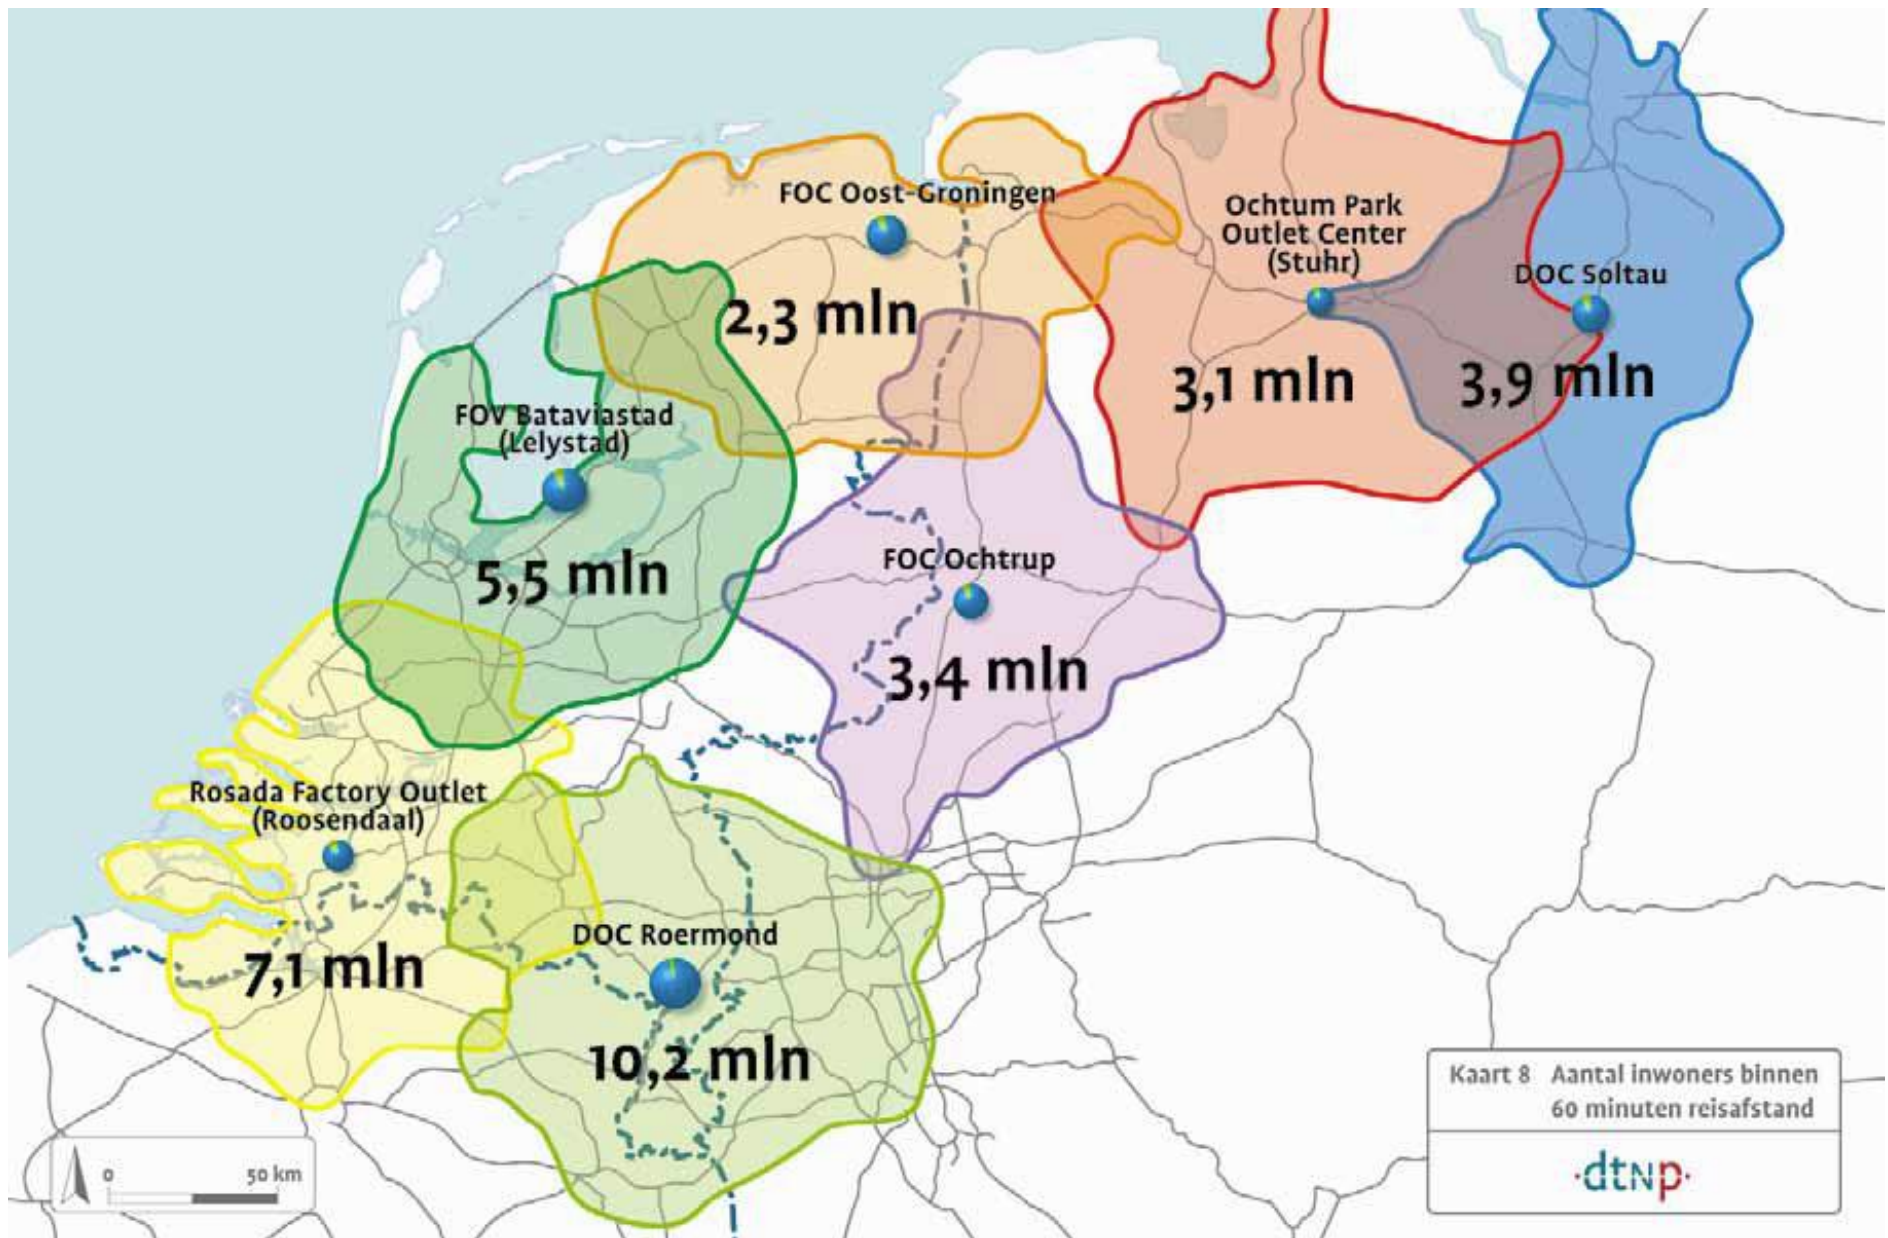 FOC Oost-Groningen
2,3 mln
Ochtum Park
Outlet Center
(Stuhr)
3,1 mln
DOC Soltau
3,9 mln
FOV Bataviastad
(Lelystad)
5,5 mln
FOC Ochtrup
3,4 mln
Rosada Factory Outlet
(Roosendaal)
7,1 mln
DOC Roermond
10,2 mln
0 50 km
Kaart 8 Aantal inwoners binnen
60 minuten reisafstand
·dtNp·